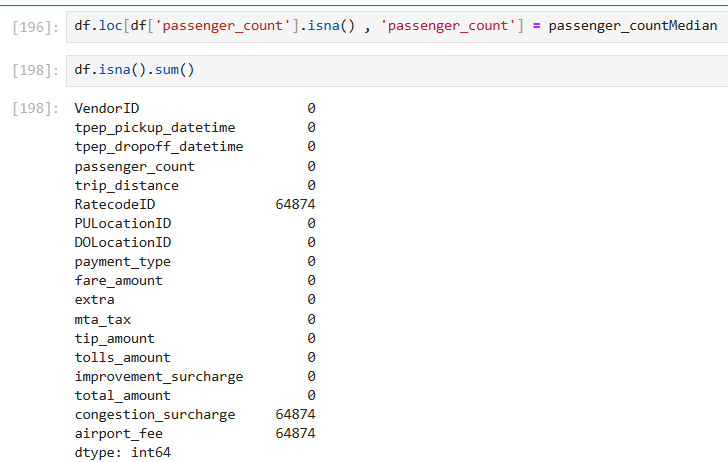 [196]: df.loc[df['passenger_count'].isna() , 'passenger_count'] = passenger_countMedian
[198]: df.isna().sum()
[198]: VendorID 0
tpep_pickup_datetime 0
tpep_dropoff_datetime 0
passenger_count 0
trip_distance 0
RatecodeID 64874
PULocationID 0
DOLocationID 0
payment_type 0
fare_amount 0
extra 0
mta_tax 0
tip_amount 0
tolls_amount 0
improvement_surcharge 0
total_amount 0
congestion_surcharge 64874
airport_fee 64874
dtype: int64